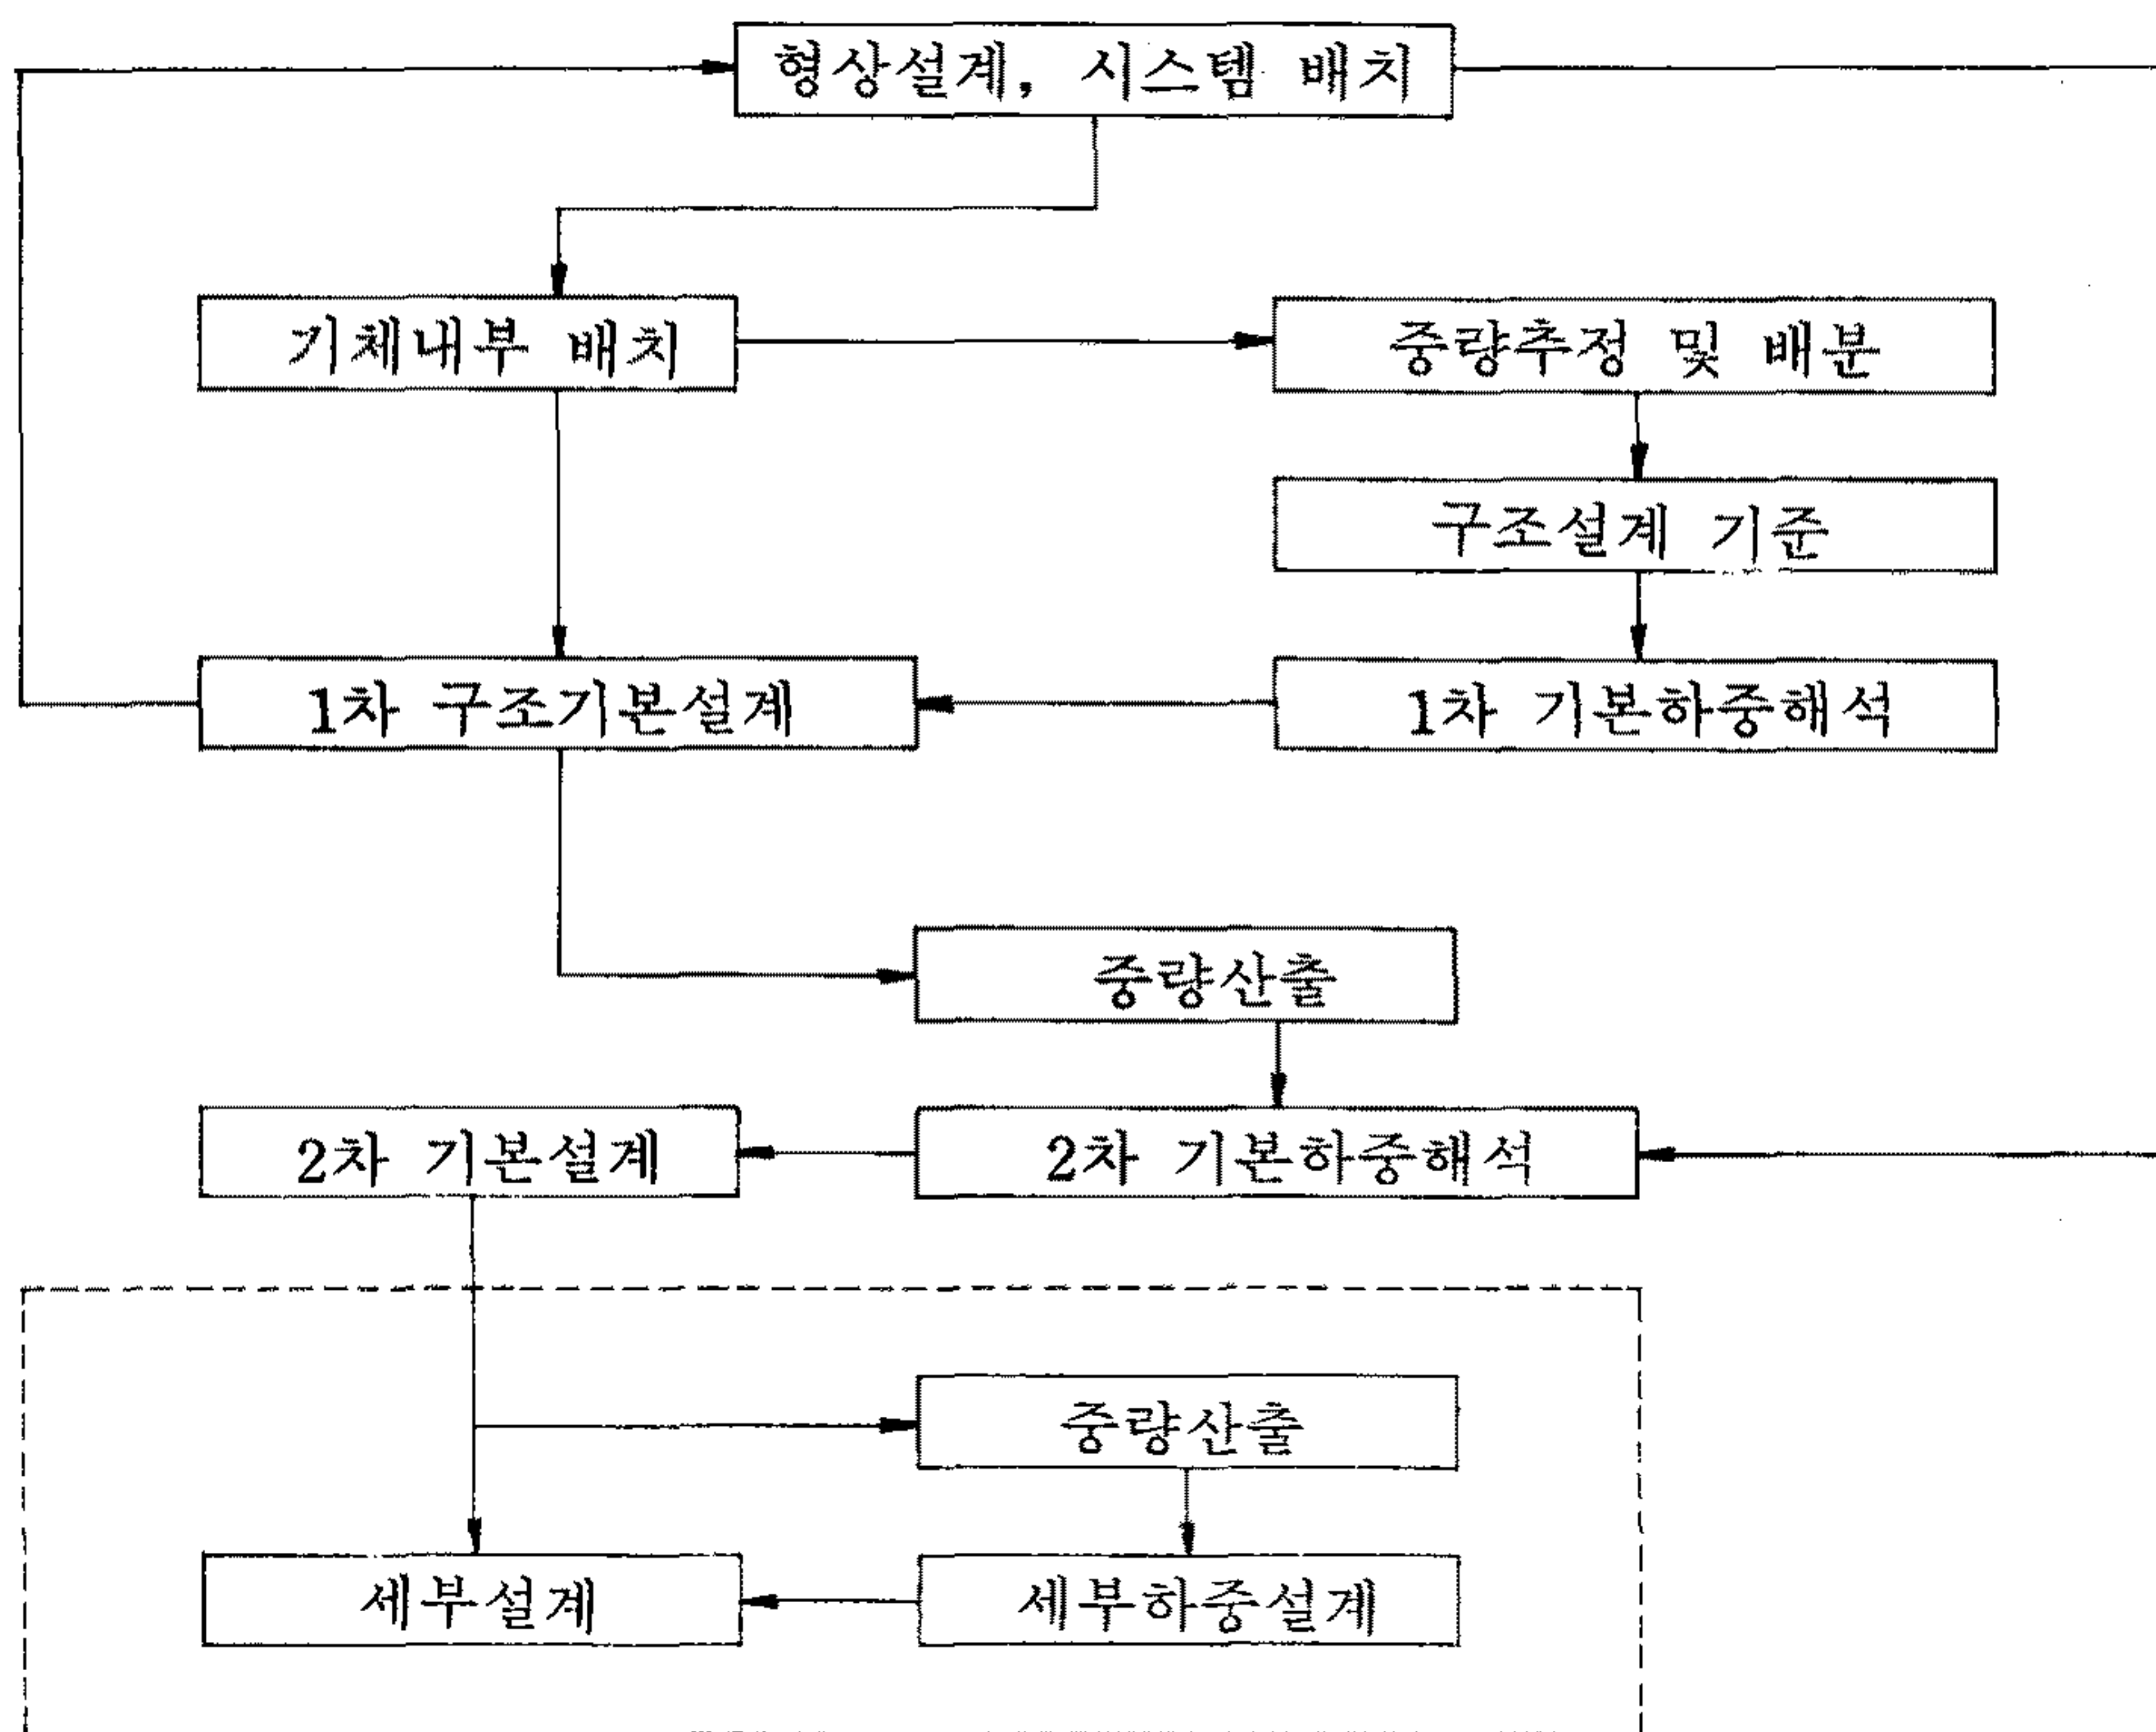 형상설계, 시스템 배치
기체내부 배치
중량추정 및 배분
구조설계 기준
1차 구조기본설계
1차 기본하중해석
중량산출
2차 기본설계
2차 기본하중해석
중량산출
세부설계
세부하중설계